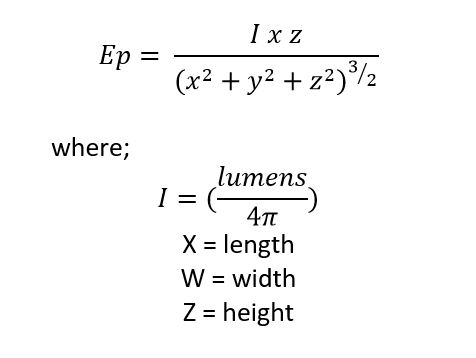 Ep = I x z / (x² + y² + z²)^3/2
where;
I = (lumens / 4π)
X = length
W = width
Z = height